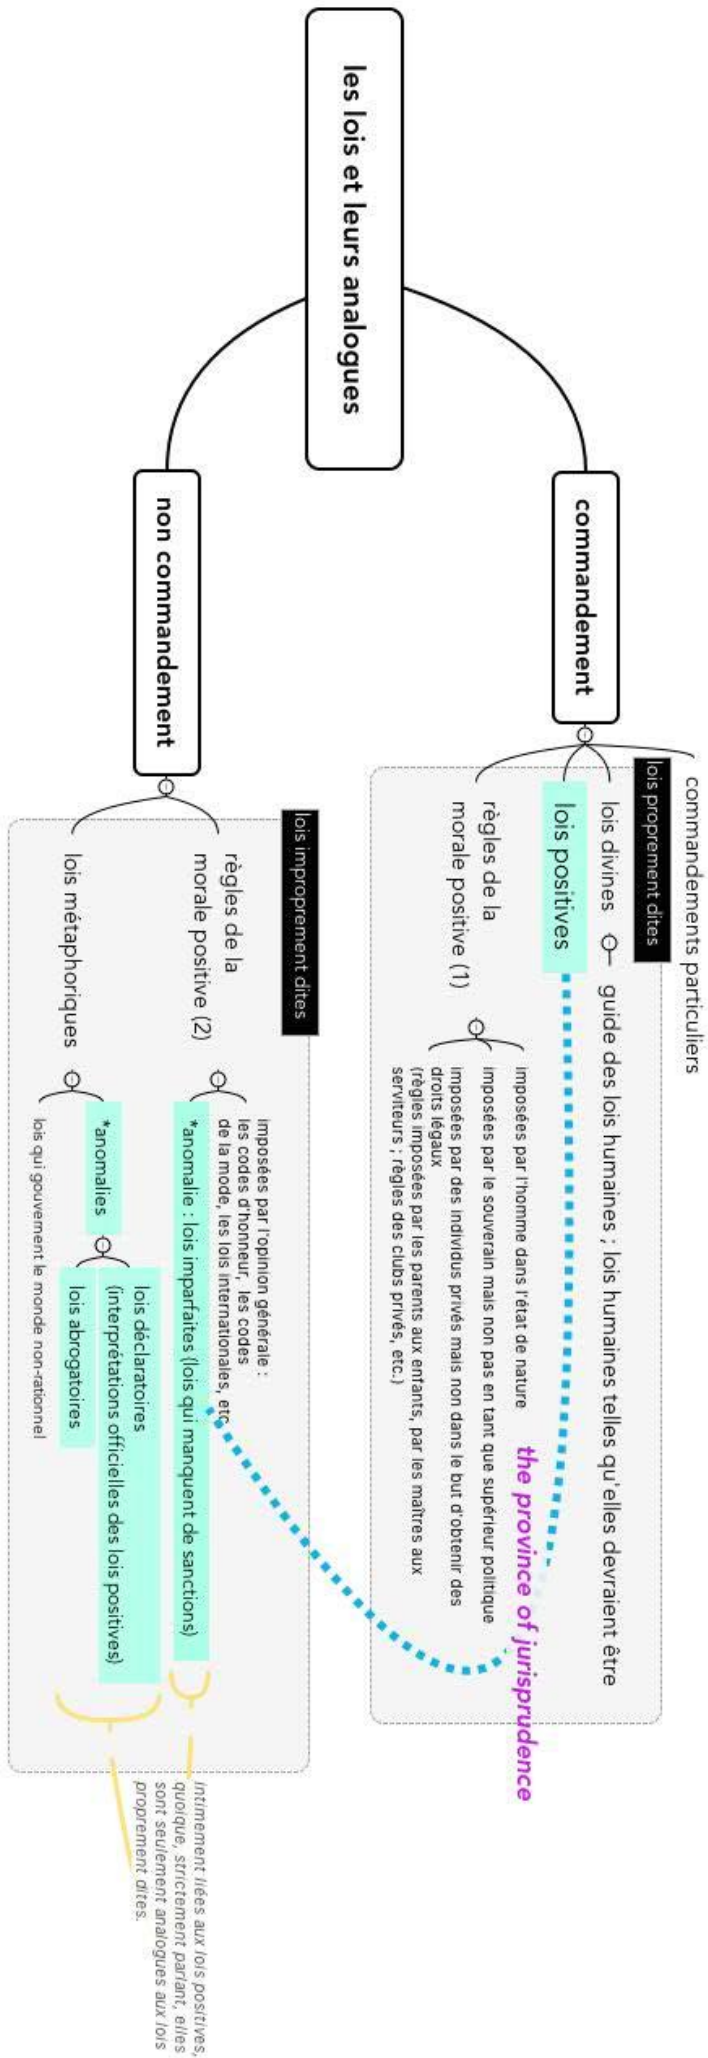 les lois et leurs analogues
commandement
commandements particuliers
lois proprement dites
lois divines
guide des lois humaines ; lois humaines telles qu'elles devraient être
lois positives
the province of jurisprudence
règles de la
morale positive (1)
imposées par l'homme dans l'état de nature
imposées par le souverain mais non pas en tant que supérieur politique
imposées par des individus privés mais non dans le but d'obtenir des
droits légaux
(règles imposées par les parents aux enfants, par les maîtres aux
serviteurs ; règles des clubs privés, etc.)
non commandement
lois improprement dites
règles de la
morale positive (2)
imposées par l'opinion générale :
les codes d'honneur, les codes
de la mode, les lois internationales, etc
*anomalie : lois imparfaites (lois qui manquent de sanctions)
lois métaphoriques
*anomalies
lois déclaratoires
(interprétations officielles des lois positives)
lois abrogatoires
lois qui gouvernent le monde non-rationnel
intimement liées aux lois positives,
quoique, strictement parlant, elles
sont seulement analogues aux lois
proprement dites.